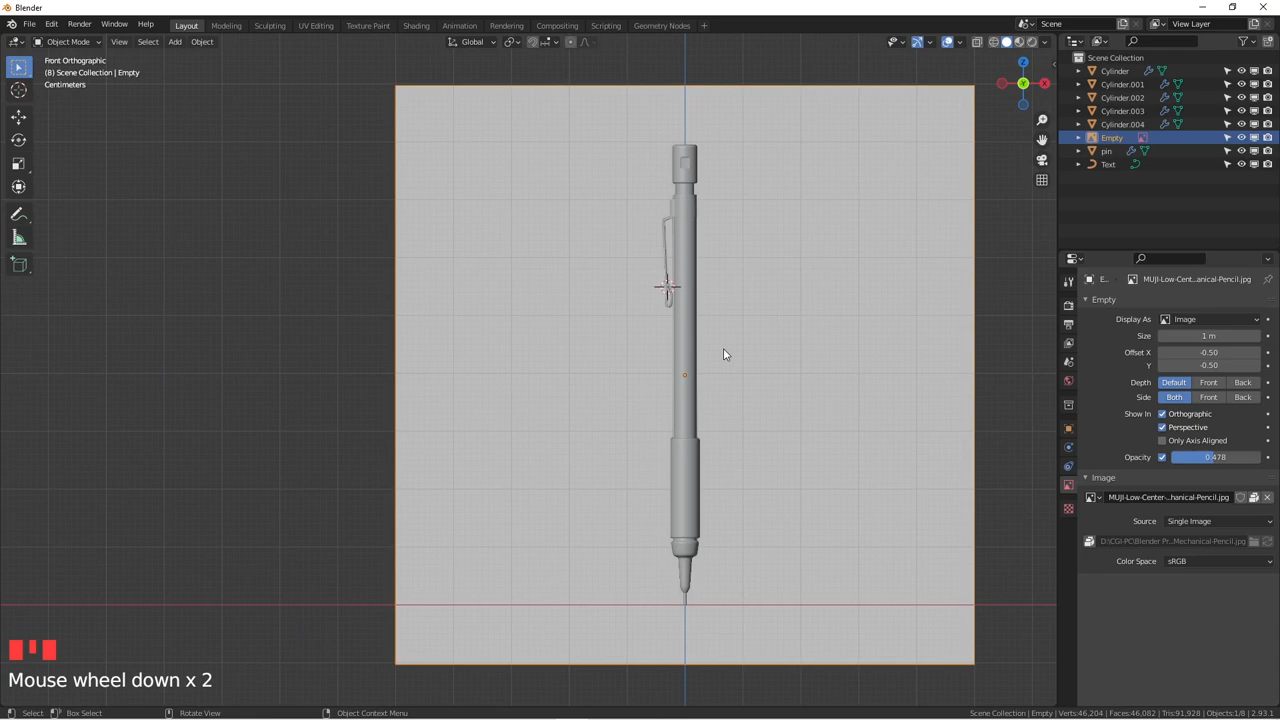 Blender
File Edit Render Window Help Layout Modeling Sculpting UV Editing Texture Paint Shading Animation Rendering Compositing Scripting Geometry Nodes + Scene View Layer
Object Mode View Select Add Object Global
Front Orthographic
(8) Scene Collection | Empty
Centimeters
Z
Y
X
Scene Collection
Cylinder
Cylinder.001
Cylinder.002
Cylinder.003
Cylinder.004
Empty
pin
Text
E.. MUJI-Low-Cent..anical-Pencil.jpg
Empty
Display As Image
Size 1 m
Offset X -0.50
Y -0.50
Depth Default Front Back
Side Both Front Back
Show In Orthographic
Perspective
Only Axis Aligned
Opacity 0.478
Image
MUJI-Low-Center-..hanical-Pencil.jpg
Source Single Image
D:\CGI-PC\Blender Pr..Mechanical-Pencil.jpg
Color Space sRGB
Mouse wheel down x 2
Select Box Select Rotate View Object Context Menu Scene Collection | Empty Verts:46,204 | Faces:46,082 | Tris:91,928 | Objects:1/8 | 2.93.1